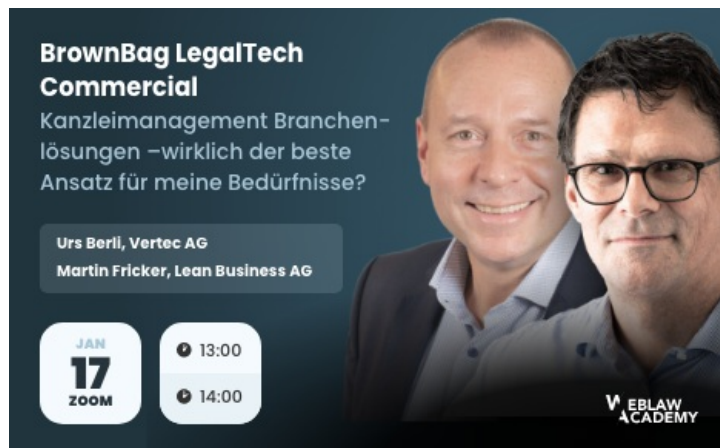 BrownBag LegalTech
Commercial
Kanzleimanagement Branchen-
lösungen –wirklich der beste
Ansatz für meine Bedürfnisse?
Urs Berli, Vertec AG
Martin Fricker, Lean Business AG
JAN
17
ZOOM
13:00
14:00
WEBLAW
ACADEMY